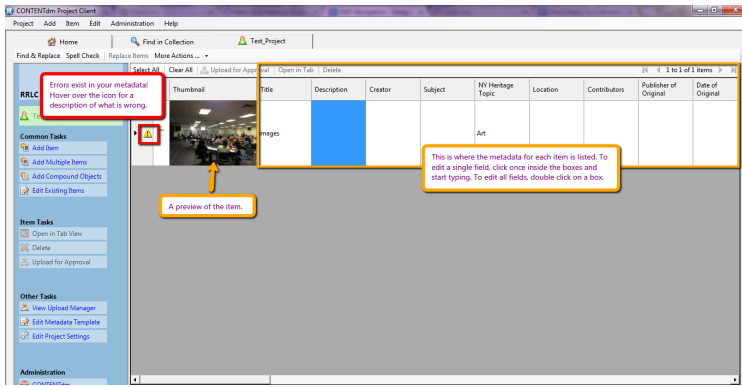 CONTENTdm Project Client
Project Add Item Edit Administration Help
Home Find in Collection Test_Project
Find & Replace Spell Check Replace Items More Actions ...
Select All Clear All Upload for Approval Open in Tab Delete 1 to 1 of 1 items
RRLC
Errors exist in your metadata!
Hover over the icon for a
description of what is wrong.
Thumbnail Title Description Creator Subject NY Heritage Topic Location Contributors Publisher of Original Date of Original
Images Art
This is where the metadata for each item is listed. To
edit a single field, click once inside the boxes and
start typing. To edit all fields, double click on a box.
A preview of the item.
Common Tasks
Add Item
Add Multiple Items
Add Compound Objects
Edit Existing Items
Item Tasks
Open in Tab View
Delete
Upload for Approval
Other Tasks
View Upload Manager
Edit Metadata Template
Edit Project Settings
Administration
CONTENTdm